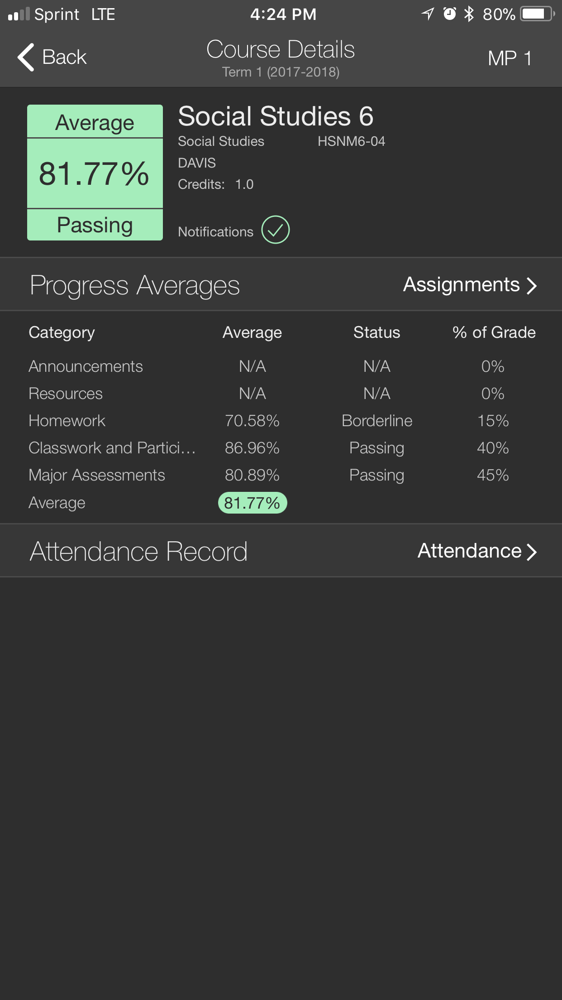 Sprint LTE 4:24 PM 80%
Back Course Details MP 1
Term 1 (2017-2018)
Average
81.77%
Passing
Social Studies 6
Social Studies HSNM6-04
DAVIS
Credits: 1.0
Notifications
Progress Averages Assignments
Category Average Status % of Grade
Announcements N/A N/A 0%
Resources N/A N/A 0%
Homework 70.58% Borderline 15%
Classwork and Partici... 86.96% Passing 40%
Major Assessments 80.89% Passing 45%
Average 81.77%
Attendance Record Attendance